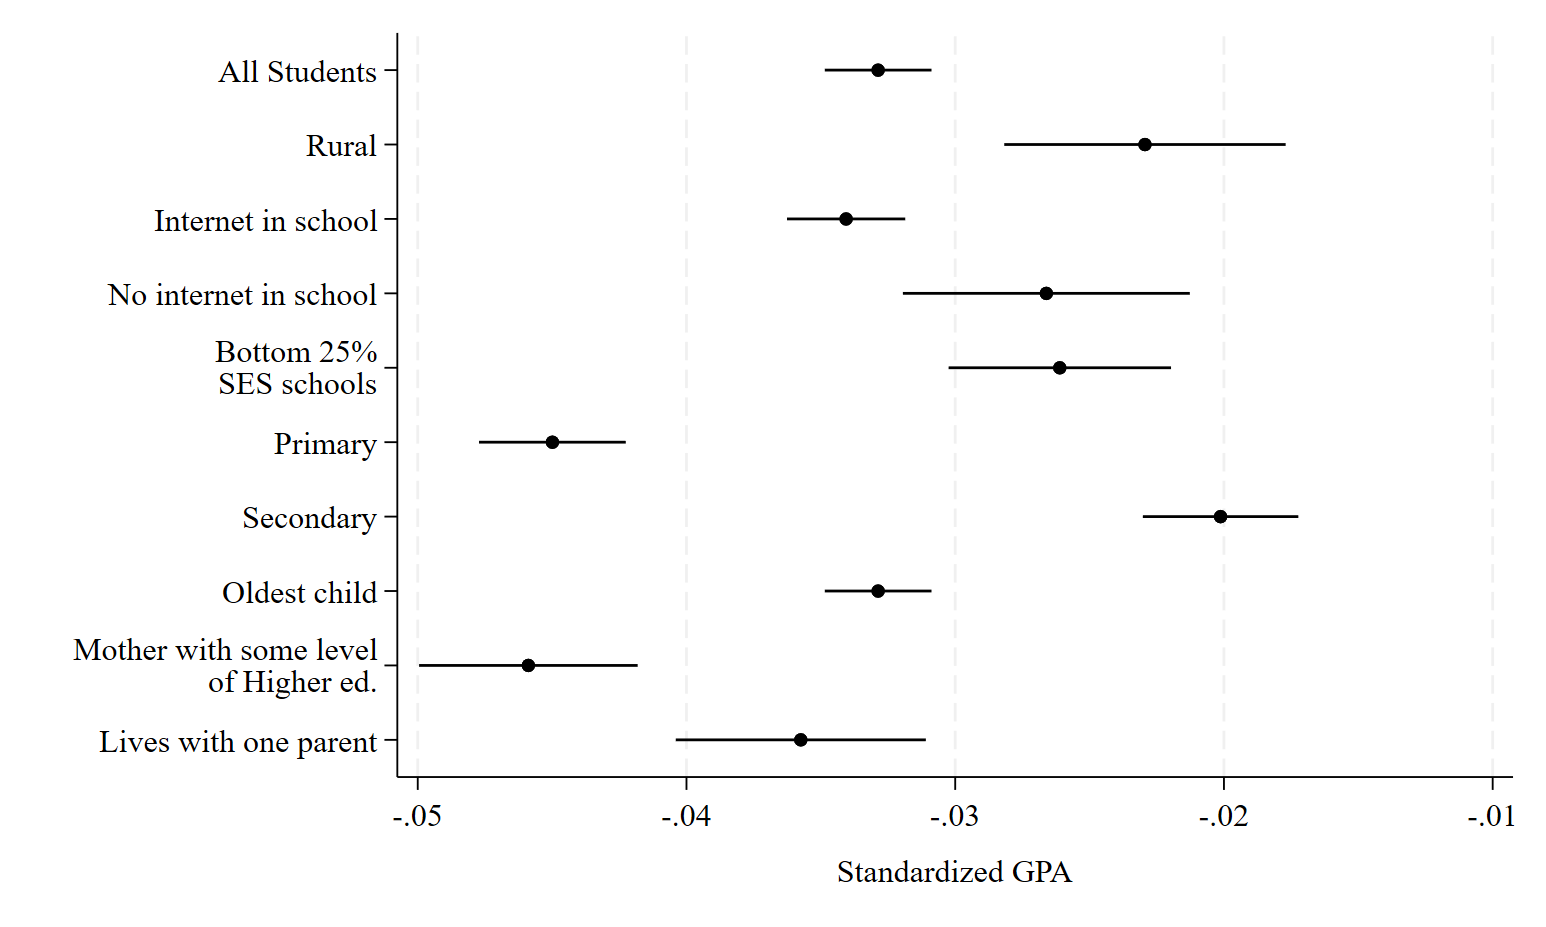 All Students
Rural
Internet in school
No internet in school
Bottom 25%
SES schools
Primary
Secondary
Oldest child
Mother with some level
of Higher ed.
Lives with one parent
-.05 -.04 -.03 -.02 -.01
Standardized GPA